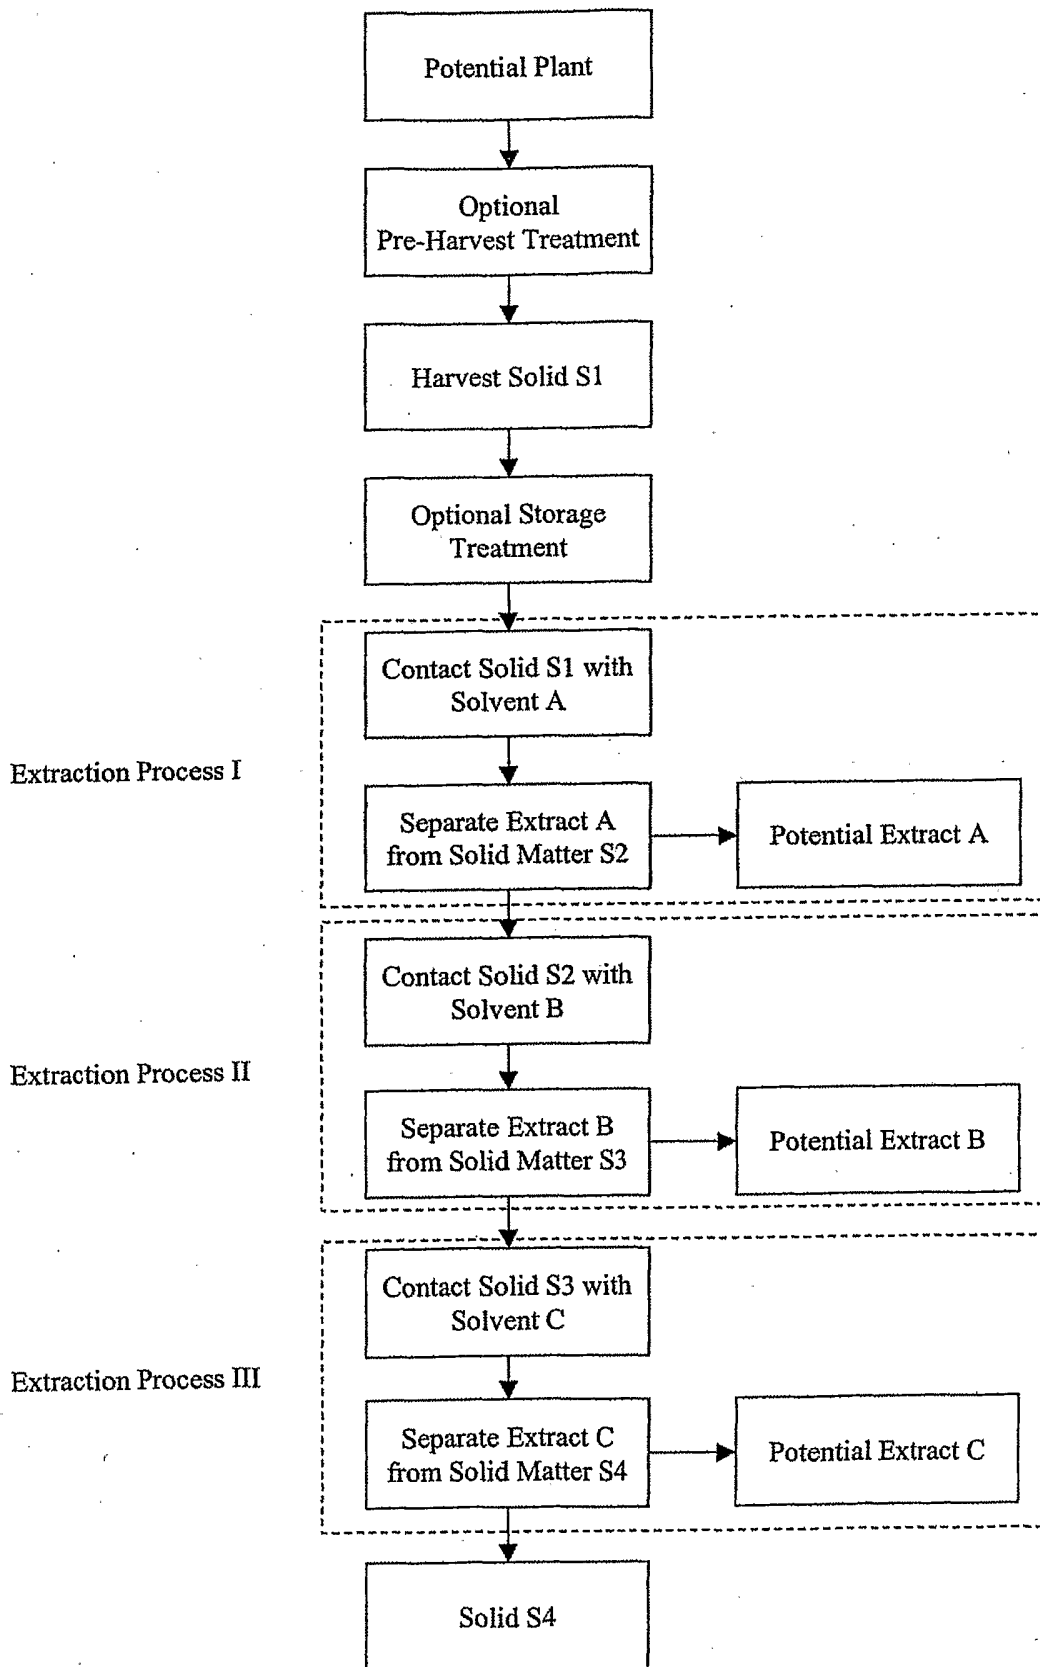 Potential Plant
Optional
Pre-Harvest Treatment
Harvest Solid S1
Optional Storage
Treatment
Contact Solid S1 with
Solvent A
Extraction Process I
Separate Extract A
from Solid Matter S2
Potential Extract A
Contact Solid S2 with
Solvent B
Extraction Process II
Separate Extract B
from Solid Matter S3
Potential Extract B
Contact Solid S3 with
Solvent C
Extraction Process III
Separate Extract C
from Solid Matter S4
Potential Extract C
Solid S4